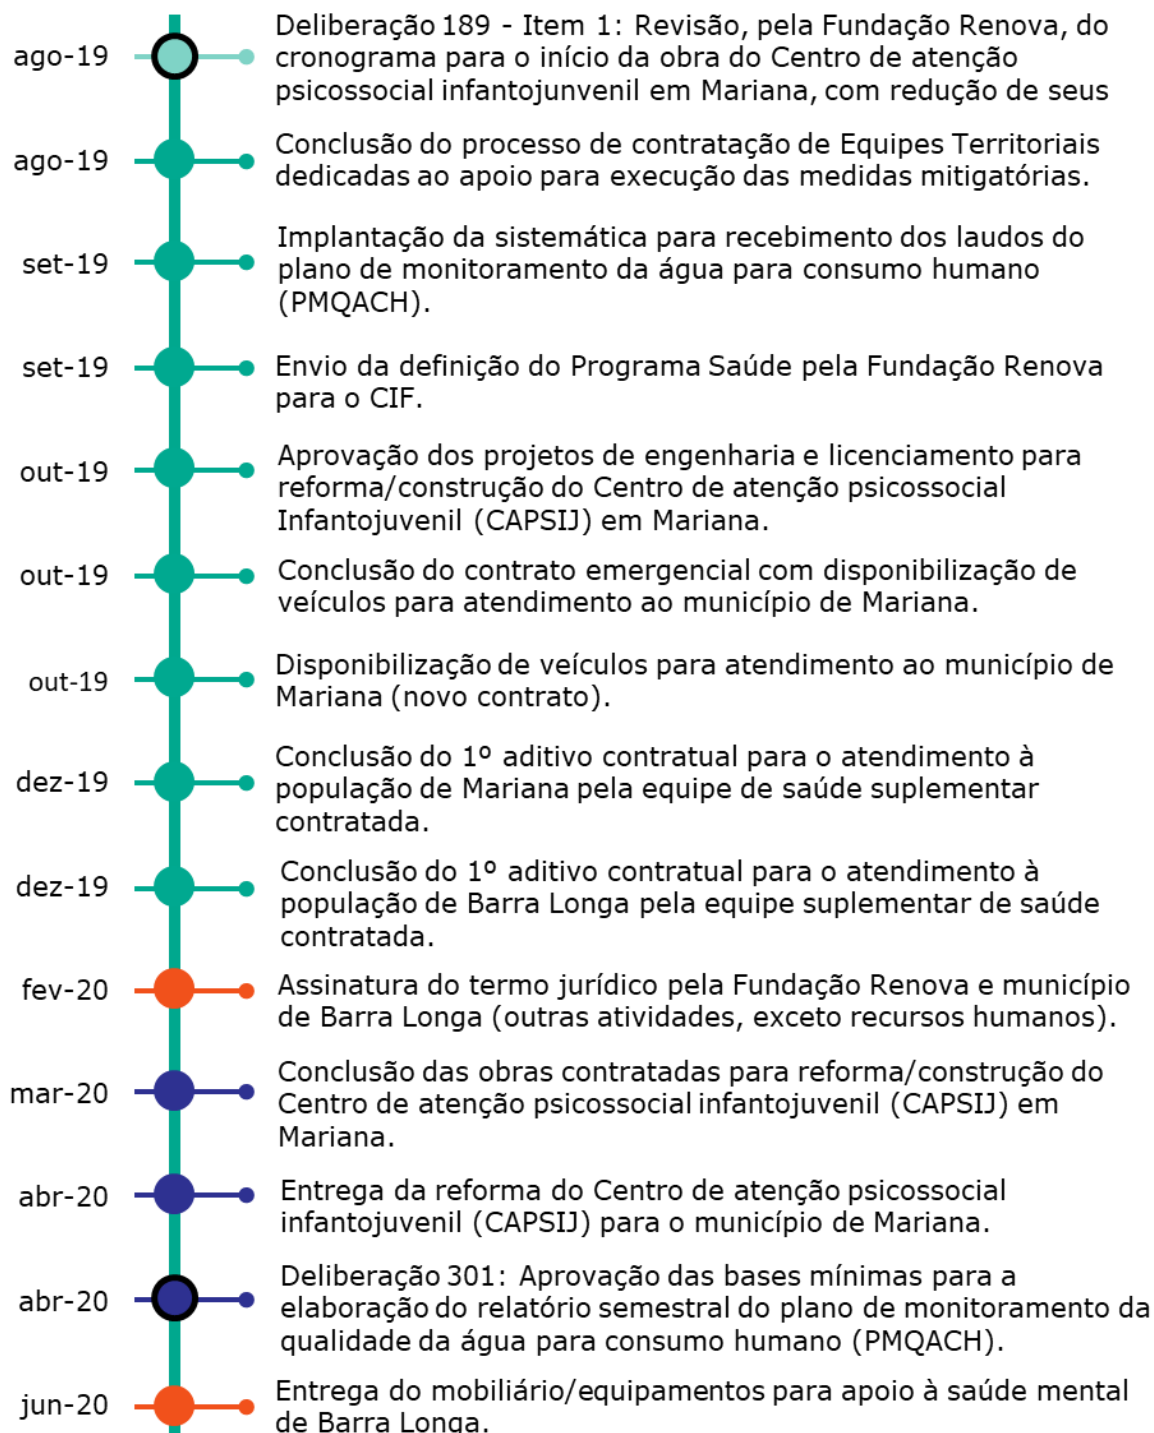 ago-19
Deliberação 189 - Item 1: Revisão, pela Fundação Renova, do
cronograma para o início da obra do Centro de atenção
psicossocial infantojunvenil em Mariana, com redução de seus
ago-19
Conclusão do processo de contratação de Equipes Territoriais
dedicadas ao apoio para execução das medidas mitigatórias.
set-19
Implantação da sistemática para recebimento dos laudos do
plano de monitoramento da água para consumo humano
(PMQACH).
set-19
Envio da definição do Programa Saúde pela Fundação Renova
para o CIF.
out-19
Aprovação dos projetos de engenharia e licenciamento para
reforma/construção do Centro de atenção psicossocial
Infantojuvenil (CAPSIJ) em Mariana.
out-19
Conclusão do contrato emergencial com disponibilização de
veículos para atendimento ao município de Mariana.
out-19
Disponibilização de veículos para atendimento ao município de
Mariana (novo contrato).
dez-19
Conclusão do 1º aditivo contratual para o atendimento à
população de Mariana pela equipe de saúde suplementar
contratada.
dez-19
Conclusão do 1º aditivo contratual para o atendimento à
população de Barra Longa pela equipe suplementar de saúde
contratada.
fev-20
Assinatura do termo jurídico pela Fundação Renova e município
de Barra Longa (outras atividades, exceto recursos humanos).
mar-20
Conclusão das obras contratadas para reforma/construção do
Centro de atenção psicossocial infantojuvenil (CAPSIJ) em
Mariana.
abr-20
Entrega da reforma do Centro de atenção psicossocial
infantojuvenil (CAPSIJ) para o município de Mariana.
abr-20
Deliberação 301: Aprovação das bases mínimas para a
elaboração do relatório semestral do plano de monitoramento da
qualidade da água para consumo humano (PMQACH).
jun-20
Entrega do mobiliário/equipamentos para apoio à saúde mental
de Barra Longa.